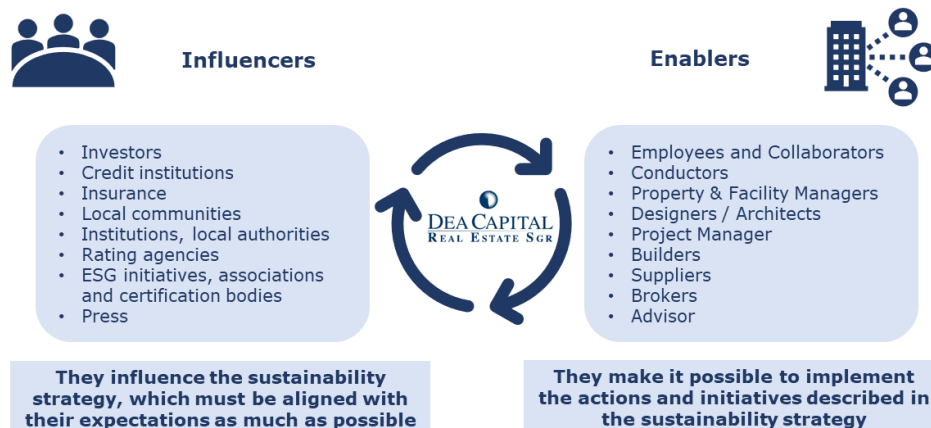 Influencers
• Investors
• Credit institutions
• Insurance
• Local communities
• Institutions, local authorities
• Rating agencies
• ESG initiatives, associations
and certification bodies
• Press
They influence the sustainability
strategy, which must be aligned with
their expectations as much as possible
DEA CAPITAL
REAL ESTATE SGR
Enablers
• Employees and Collaborators
• Conductors
• Property & Facility Managers
• Designers / Architects
• Project Manager
• Builders
• Suppliers
• Brokers
• Advisor
They make it possible to implement
the actions and initiatives described in
the sustainability strategy